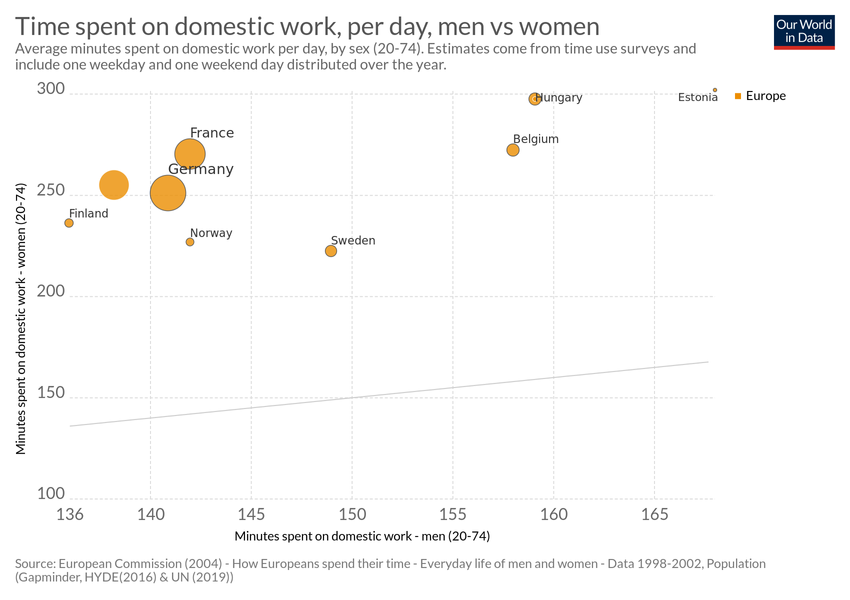 Time spent on domestic work, per day, men vs women
Average minutes spent on domestic work per day, by sex (20-74). Estimates come from time use surveys and
include one weekday and one weekend day distributed over the year.
Our World
in Data
300
250
200
150
100
Minutes spent on domestic work - women (20-74)
Hungary
Estonia
Europe
France
Belgium
Germany
Finland
Norway
Sweden
136
140
145
150
155
160
165
Minutes spent on domestic work - men (20-74)
Source: European Commission (2004) - How Europeans spend their time - Everyday life of men and women - Data 1998-2002, Population
(Gapminder, HYDE(2016) & UN (2019))